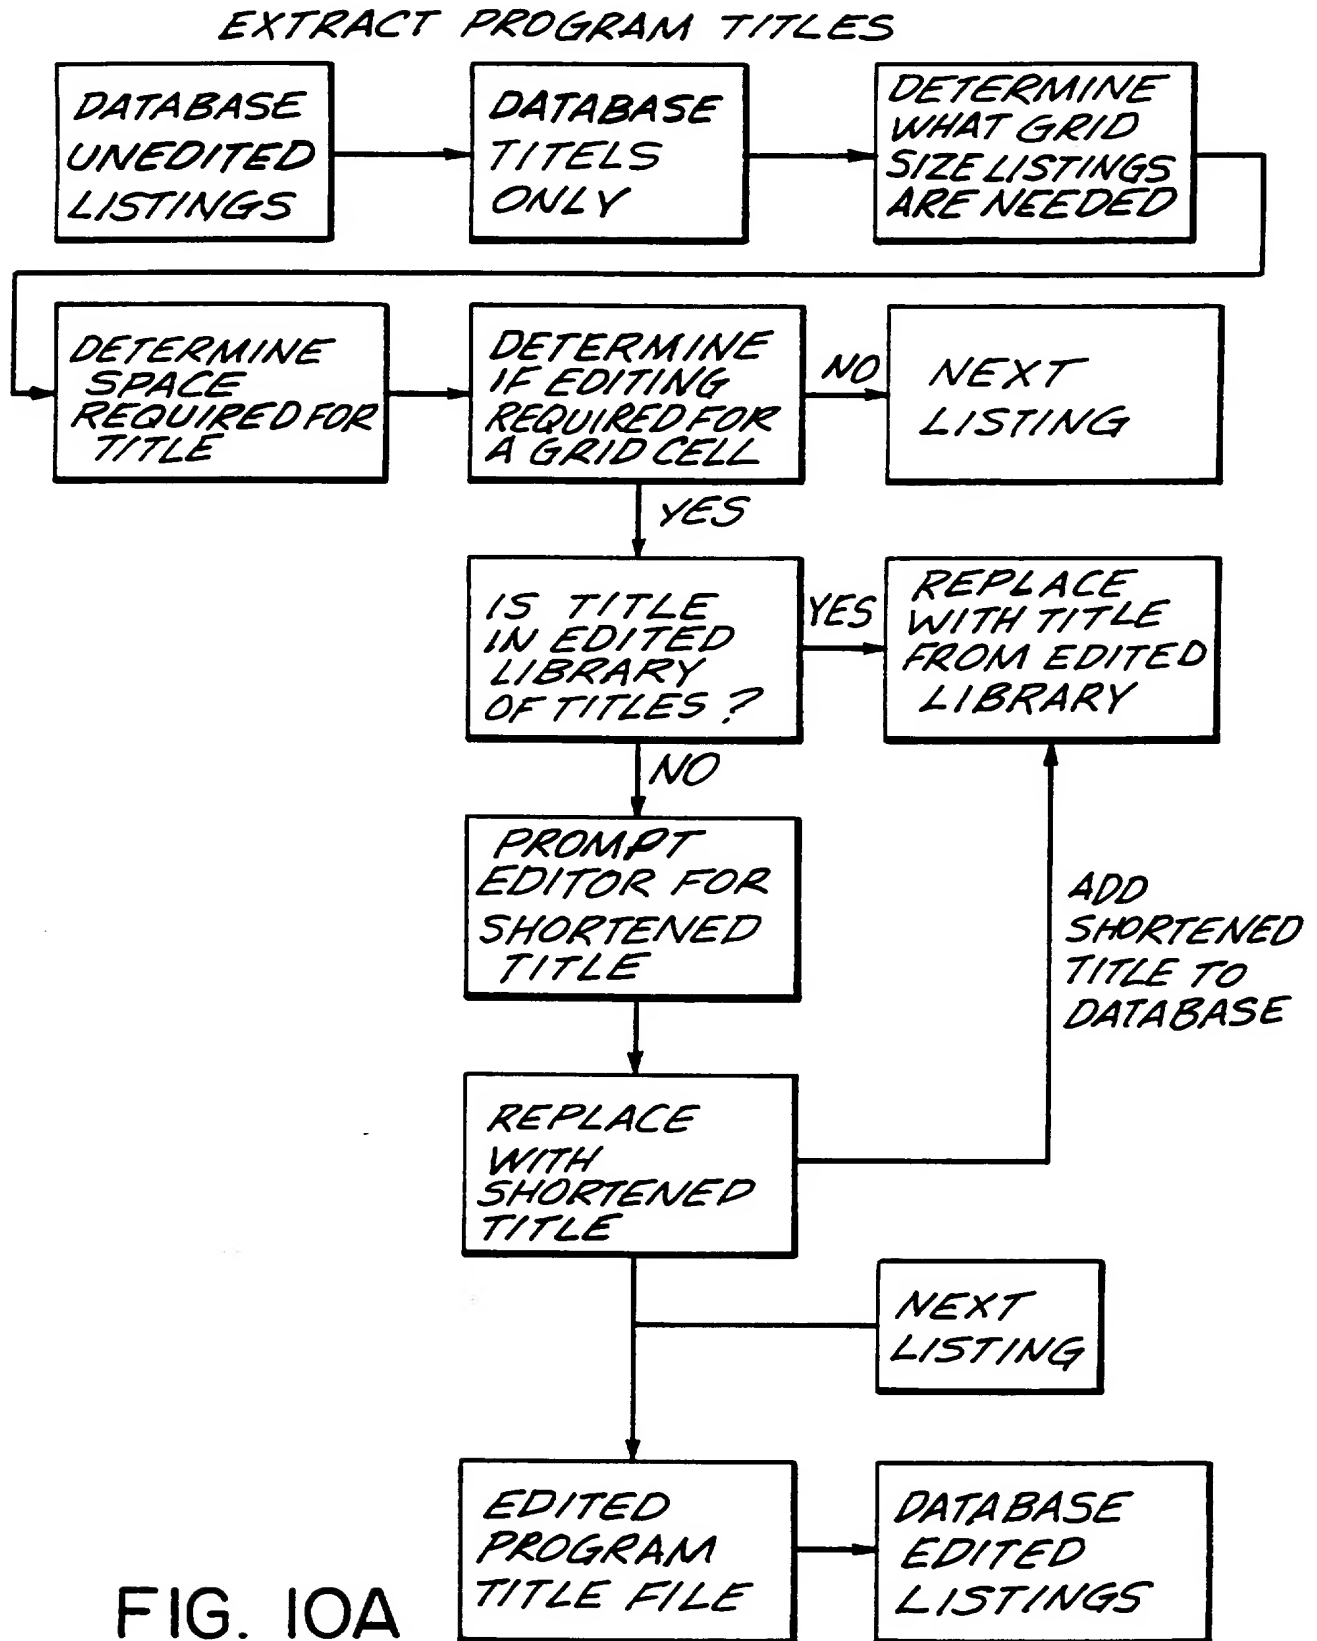 EXTRACT PROGRAM TITLES
DATABASE
UNEDITED
LISTINGS
DATABASE
TITELS
ONLY
DETERMINE
WHAT GRID
SIZE LISTINGS
ARE NEEDED
DETERMINE
SPACE
REQUIRED FOR
TITLE
DETERMINE
IF EDITING
REQUIRED FOR
A GRID CELL
NO
NEXT
LISTING
YES
IS TITLE
IN EDITED
LIBRARY
OF TITLES?
YES
REPLACE
WITH TITLE
FROM EDITED
LIBRARY
NO
PROMPT
EDITOR FOR
SHORTENED
TITLE
ADD
SHORTENED
TITLE TO
DATABASE
REPLACE
WITH
SHORTENED
TITLE
NEXT
LISTING
EDITED
PROGRAM
TITLE FILE
DATABASE
EDITED
LISTINGS
FIG. 10A